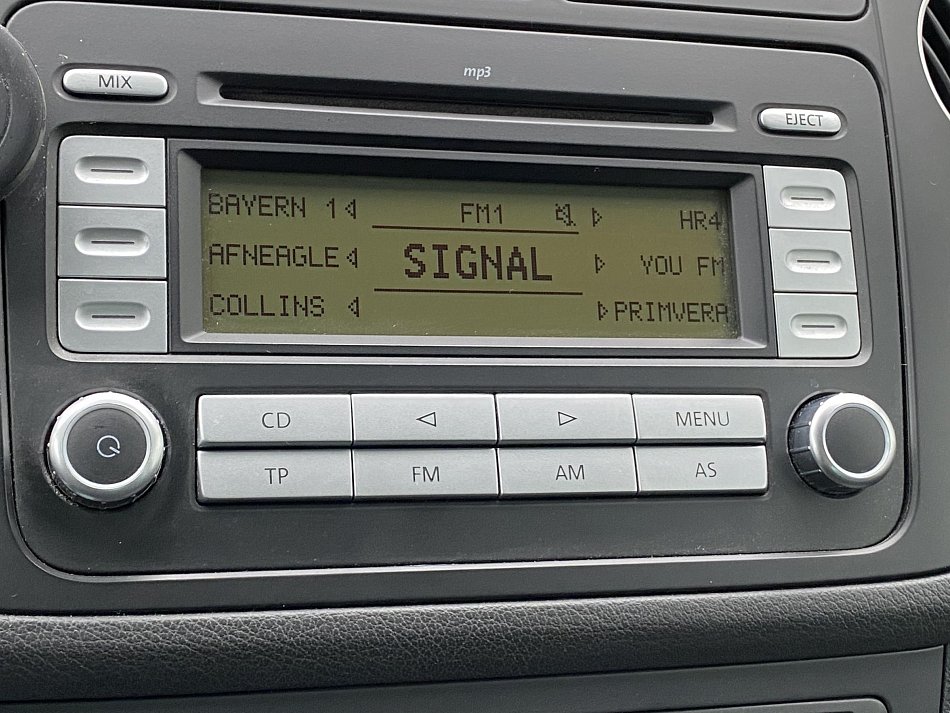 mp3
MIX
EJECT
BAYERN 1 FM1 HR4
AFNEAGLE SIGNAL YOU FM
COLLINS PRIMVERA
CD MENU
TP FM AM AS